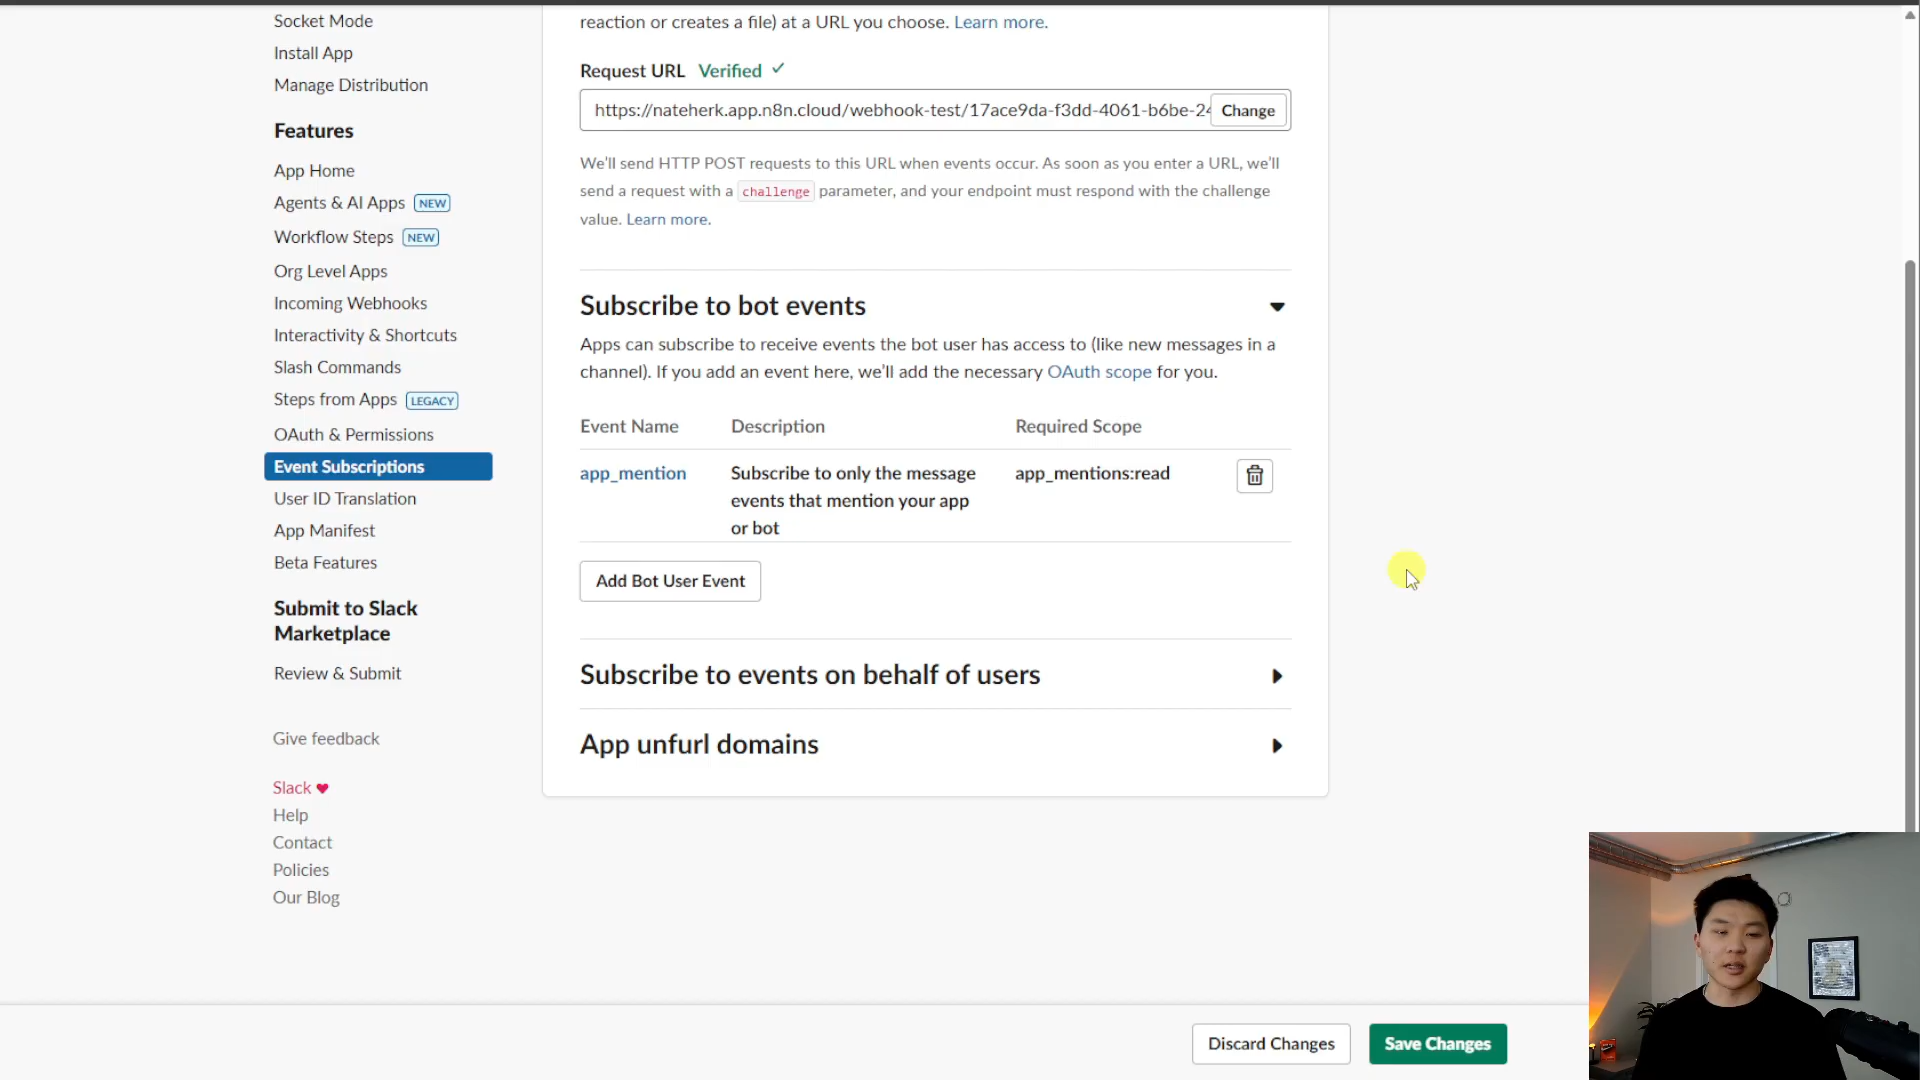 Socket Mode
Install App
Manage Distribution
Features
App Home
Agents & AI Apps NEW
Workflow Steps NEW
Org Level Apps
Incoming Webhooks
Interactivity & Shortcuts
Slash Commands
Steps from Apps LEGACY
OAuth & Permissions
Event Subscriptions
User ID Translation
App Manifest
Beta Features
Submit to Slack
Marketplace
Review & Submit
Give feedback
Slack ♥
Help
Contact
Policies
Our Blog
reaction or creates a file) at a URL you choose. Learn more.
Request URL Verified ✓
https://nateherk.app.n8n.cloud/webhook-test/17ace9da-f3dd-4061-b6be-24 Change
We'll send HTTP POST requests to this URL when events occur. As soon as you enter a URL, we'll
send a request with a challenge parameter, and your endpoint must respond with the challenge
value. Learn more.
Subscribe to bot events
Apps can subscribe to receive events the bot user has access to (like new messages in a
channel). If you add an event here, we'll add the necessary OAuth scope for you.
Event Name Description Required Scope
app_mention Subscribe to only the message app_mentions:read
events that mention your app
or bot
Add Bot User Event
Subscribe to events on behalf of users
App unfurl domains
Discard Changes Save Changes